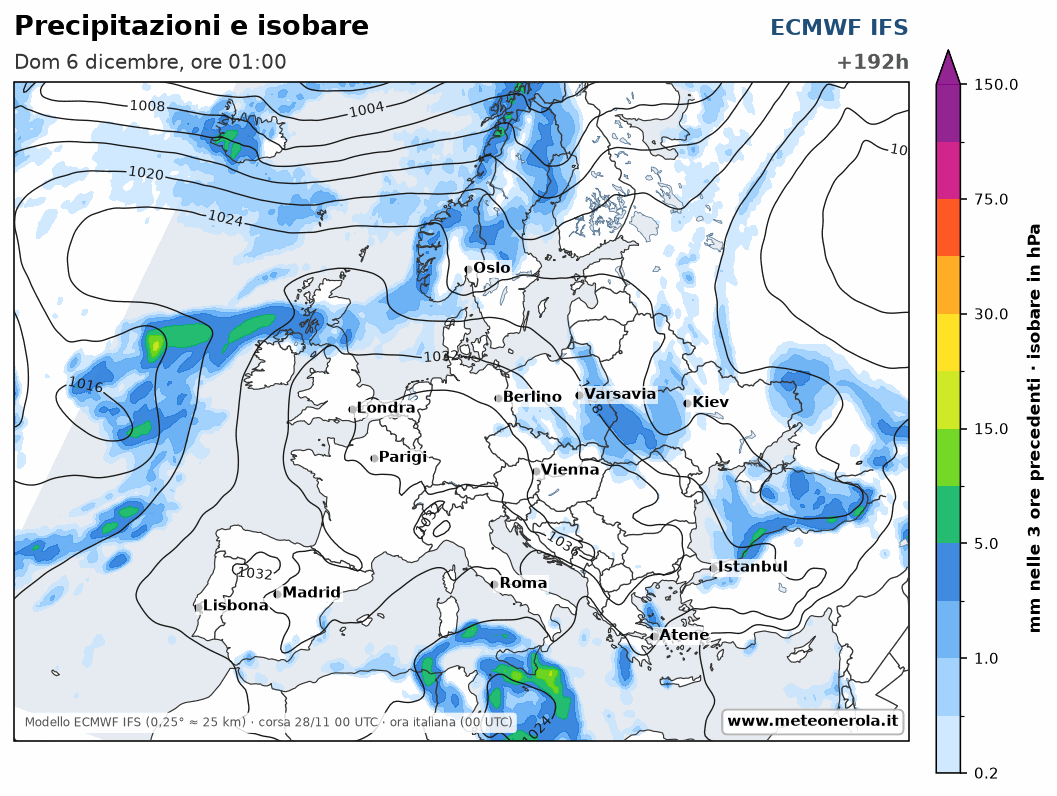 Precipitazioni e isobare
ECMWF IFS
Dom 6 dicembre, ore 01:00
+192h
1008
1004
1020
1024
10
1032
1016
1032
1036
1024
Oslo
Berlino
Varsavia
Kiev
Londra
Parigi
Vienna
Istanbul
Roma
Madrid
Lisbona
Atene
150.0
75.0
30.0
15.0
5.0
1.0
0.2
mm nelle 3 ore precedenti · isobare in hPa
Modello ECMWF IFS (0,25° ≈ 25 km) · corsa 28/11 00 UTC · ora italiana (00 UTC)
www.meteonerola.it